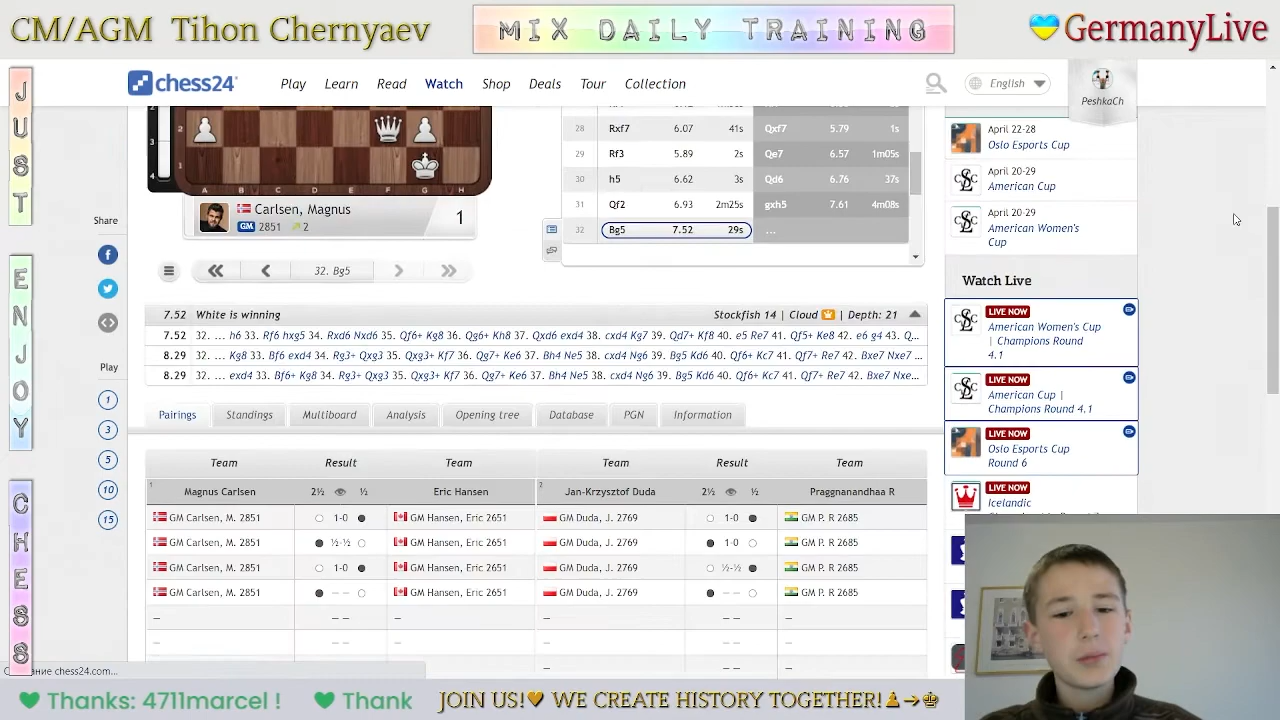 CM/AGM Tihon Chernyaev
MIX DAILY TRAINING
GermanyLive
JUST
ENJOY
CHESS
chess24
Play Learn Read Watch Shop Deals Tour Collection
English
PeshkaCh
2
1
4
A B C D E F G H
Carlsen, Magnus
GM 2851 2
1
28 Rxf7 6.07 41s Qxf7 5.79 1s
29 Rf3 5.89 2s Qe7 6.57 1m05s
30 h5 6.62 3s Qd6 6.76 37s
31 Qf2 6.93 2m25s gxh5 7.61 4m08s
32 Bg5 7.52 29s ...
32. Bg5
7.52 White is winning Stockfish 14 | Cloud | Depth: 21
7.52 32. ... h6 33. Rf6 Rxg5 34. Rxd6 Nxd6 35. Qf6+ Kg8 36. Qg6+ Kh8 37. Qxd6 exd4 38. cxd4 Kg7 39. Qd7+ Kf8 40. e5 Re7 41. Qf5+ Ke8 42. e6 g4 43. Q...
8.29 32. ... Kg8 33. Bf6 exd4 34. Rg3+ Qxg3 35. Qxg3+ Kf7 36. Qg7+ Ke6 37. Bh4 Ne5 38. cxd4 Ng6 39. Bg5 Kd6 40. Qf6+ Kc7 41. Qf7+ Re7 42. Bxe7 Nxe7 ...
8.29 32. ... exd4 33. Bf6+ Kg8 34. Rg3+ Qxg3 35. Qxg3+ Kf7 36. Qg7+ Ke6 37. Bh4 Ne5 38. cxd4 Ng6 39. Bg5 Kd6 40. Qf6+ Kc7 41. Qf7+ Re7 42. Bxe7 Nxe...
Share
Play
1
3
5
10
15
Pairings Standings Multiboard Analysis Opening tree Database PGN Information
Team Result Team Team Result Team
1 Magnus Carlsen ½ Eric Hansen 2 Jan-Krzysztof Duda 2½ ½ Praggnanandhaa R
GM Carlsen, M. 2851 1-0 GM Hansen, Eric 2651 GM Duda, J. 2769 1-0 GM P. R 2685
GM Carlsen, M. 2851 ½-½ GM Hansen, Eric 2651 GM Duda, J. 2769 1-0 GM P. R 2685
GM Carlsen, M. 2851 1-0 GM Hansen, Eric 2651 GM Duda, J. 2769 ½-½ GM P. R 2685
GM Carlsen, M. 2851 – – GM Hansen, Eric 2651 GM Duda, J. 2769 – – GM P. R 2685
– – – – – – – –
– – – – – – – –
– – – – – – – –
April 22-28
Oslo Esports Cup
April 20-29
American Cup
April 20-29
American Women's
Cup
Watch Live
LIVE NOW
American Women's Cup
| Champions Round
4.1
LIVE NOW
American Cup |
Champions Round 4.1
LIVE NOW
Oslo Esports Cup
Round 6
LIVE NOW
Icelandic
chess24.com...
Thanks: 4711marcel ! Thank
JOIN US! WE CREATE HISTORY TOGETHER!